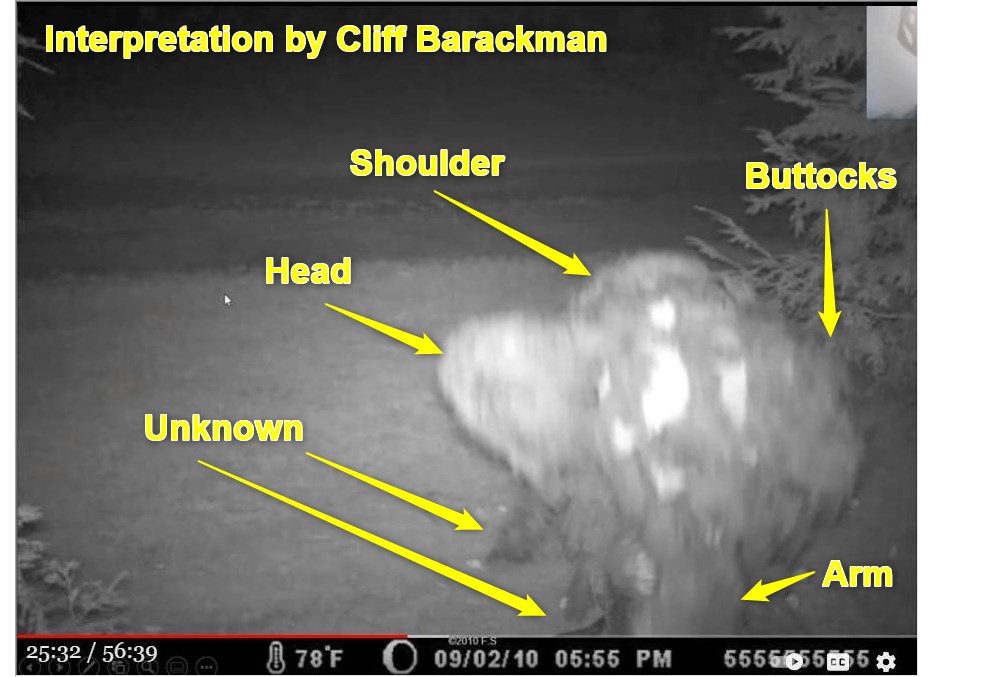 Interpretation by Cliff Barackman
Shoulder
Buttocks
Head
Unknown
Arm
©2010 F.S
25:32 / 56:39
78°F 09/02/10 05:55 PM
CC